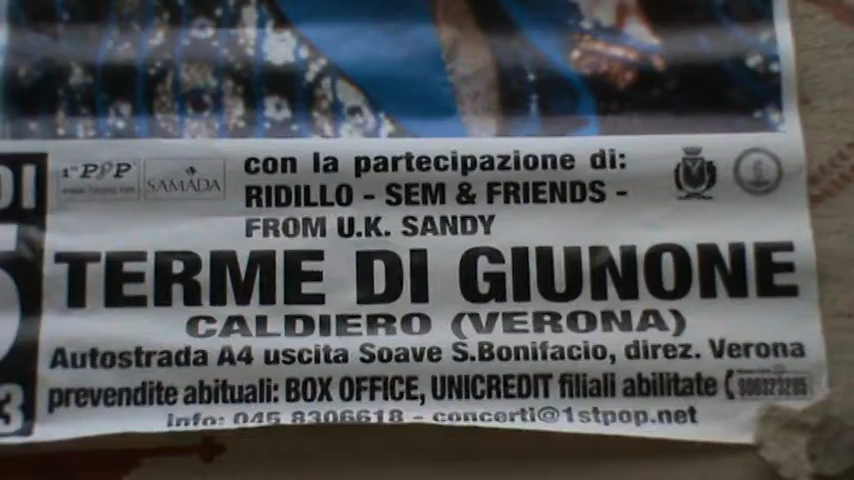 DI
1st POP
SAMADA
con la partecipazione di:
RIDILLO - SEM & FRIENDS -
FROM U.K. SANDY
TERME DI GIUNONE
CALDIERO (VERONA)
Autostrada A4 uscita Soave S.Bonifacio, direz. Verona
prevendite abituali: BOX OFFICE, UNICREDIT filiali abilitate
3
info: 045 8306618 - concerti@1stpop.net